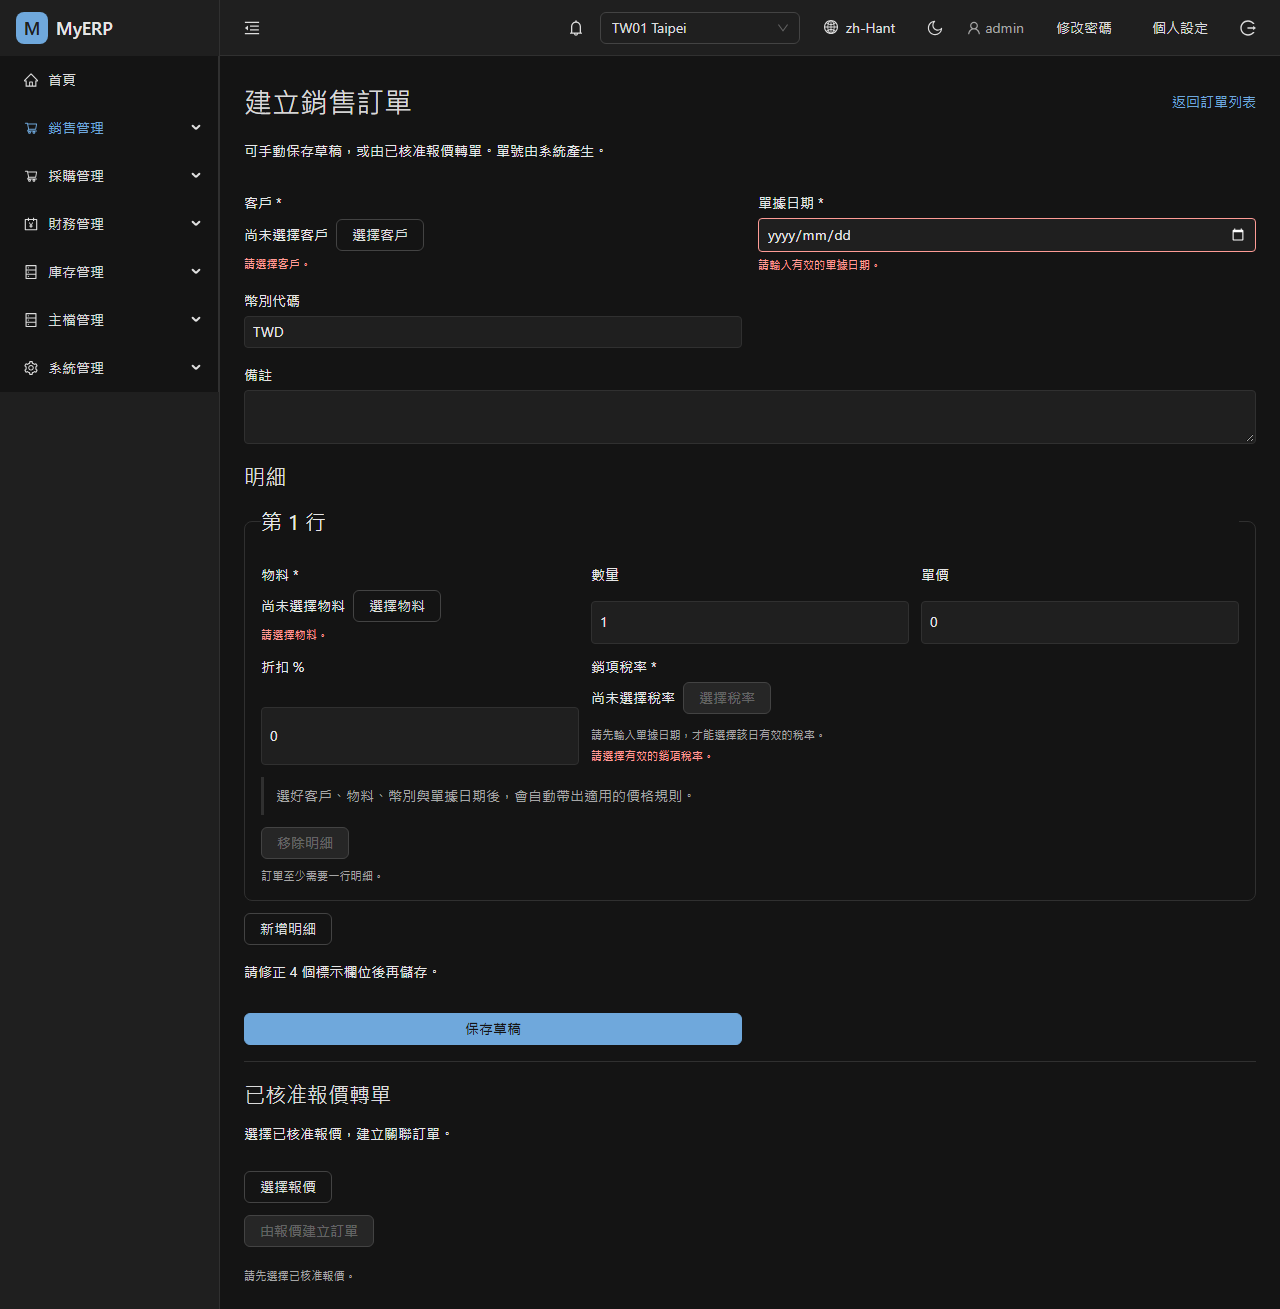 M MyERP
TW01 Taipei
zh-Hant
admin
修改密碼
個人設定
首頁
銷售管理
採購管理
財務管理
庫存管理
主檔管理
系統管理
建立銷售訂單
返回訂單列表
可手動保存草稿，或由已核准報價轉單。單號由系統產生。
客戶 *
尚未選擇客戶 選擇客戶
請選擇客戶。
單據日期 *
yyyy/mm/dd
請輸入有效的單據日期。
幣別代碼
TWD
備註
明細
第 1 行
物料 *
尚未選擇物料 選擇物料
請選擇物料。
數量
1
單價
0
折扣 %
0
銷項稅率 *
尚未選擇稅率 選擇稅率
請先輸入單據日期，才能選擇該日有效的稅率。
請選擇有效的銷項稅率。
選好客戶、物料、幣別與單據日期後，會自動帶出適用的價格規則。
移除明細
訂單至少需要一行明細。
新增明細
請修正 4 個標示欄位後再儲存。
保存草稿
已核准報價轉單
選擇已核准報價，建立關聯訂單。
選擇報價
由報價建立訂單
請先選擇已核准報價。